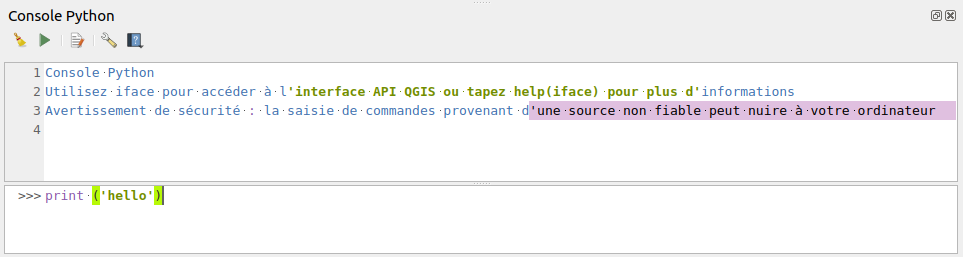 Console Python
1 Console Python
2 Utilisez iface pour accéder à l'interface API QGIS ou tapez help(iface) pour plus d'informations
3 Avertissement de sécurité : la saisie de commandes provenant d'une source non fiable peut nuire à votre ordinateur
4
>>> print ('hello')